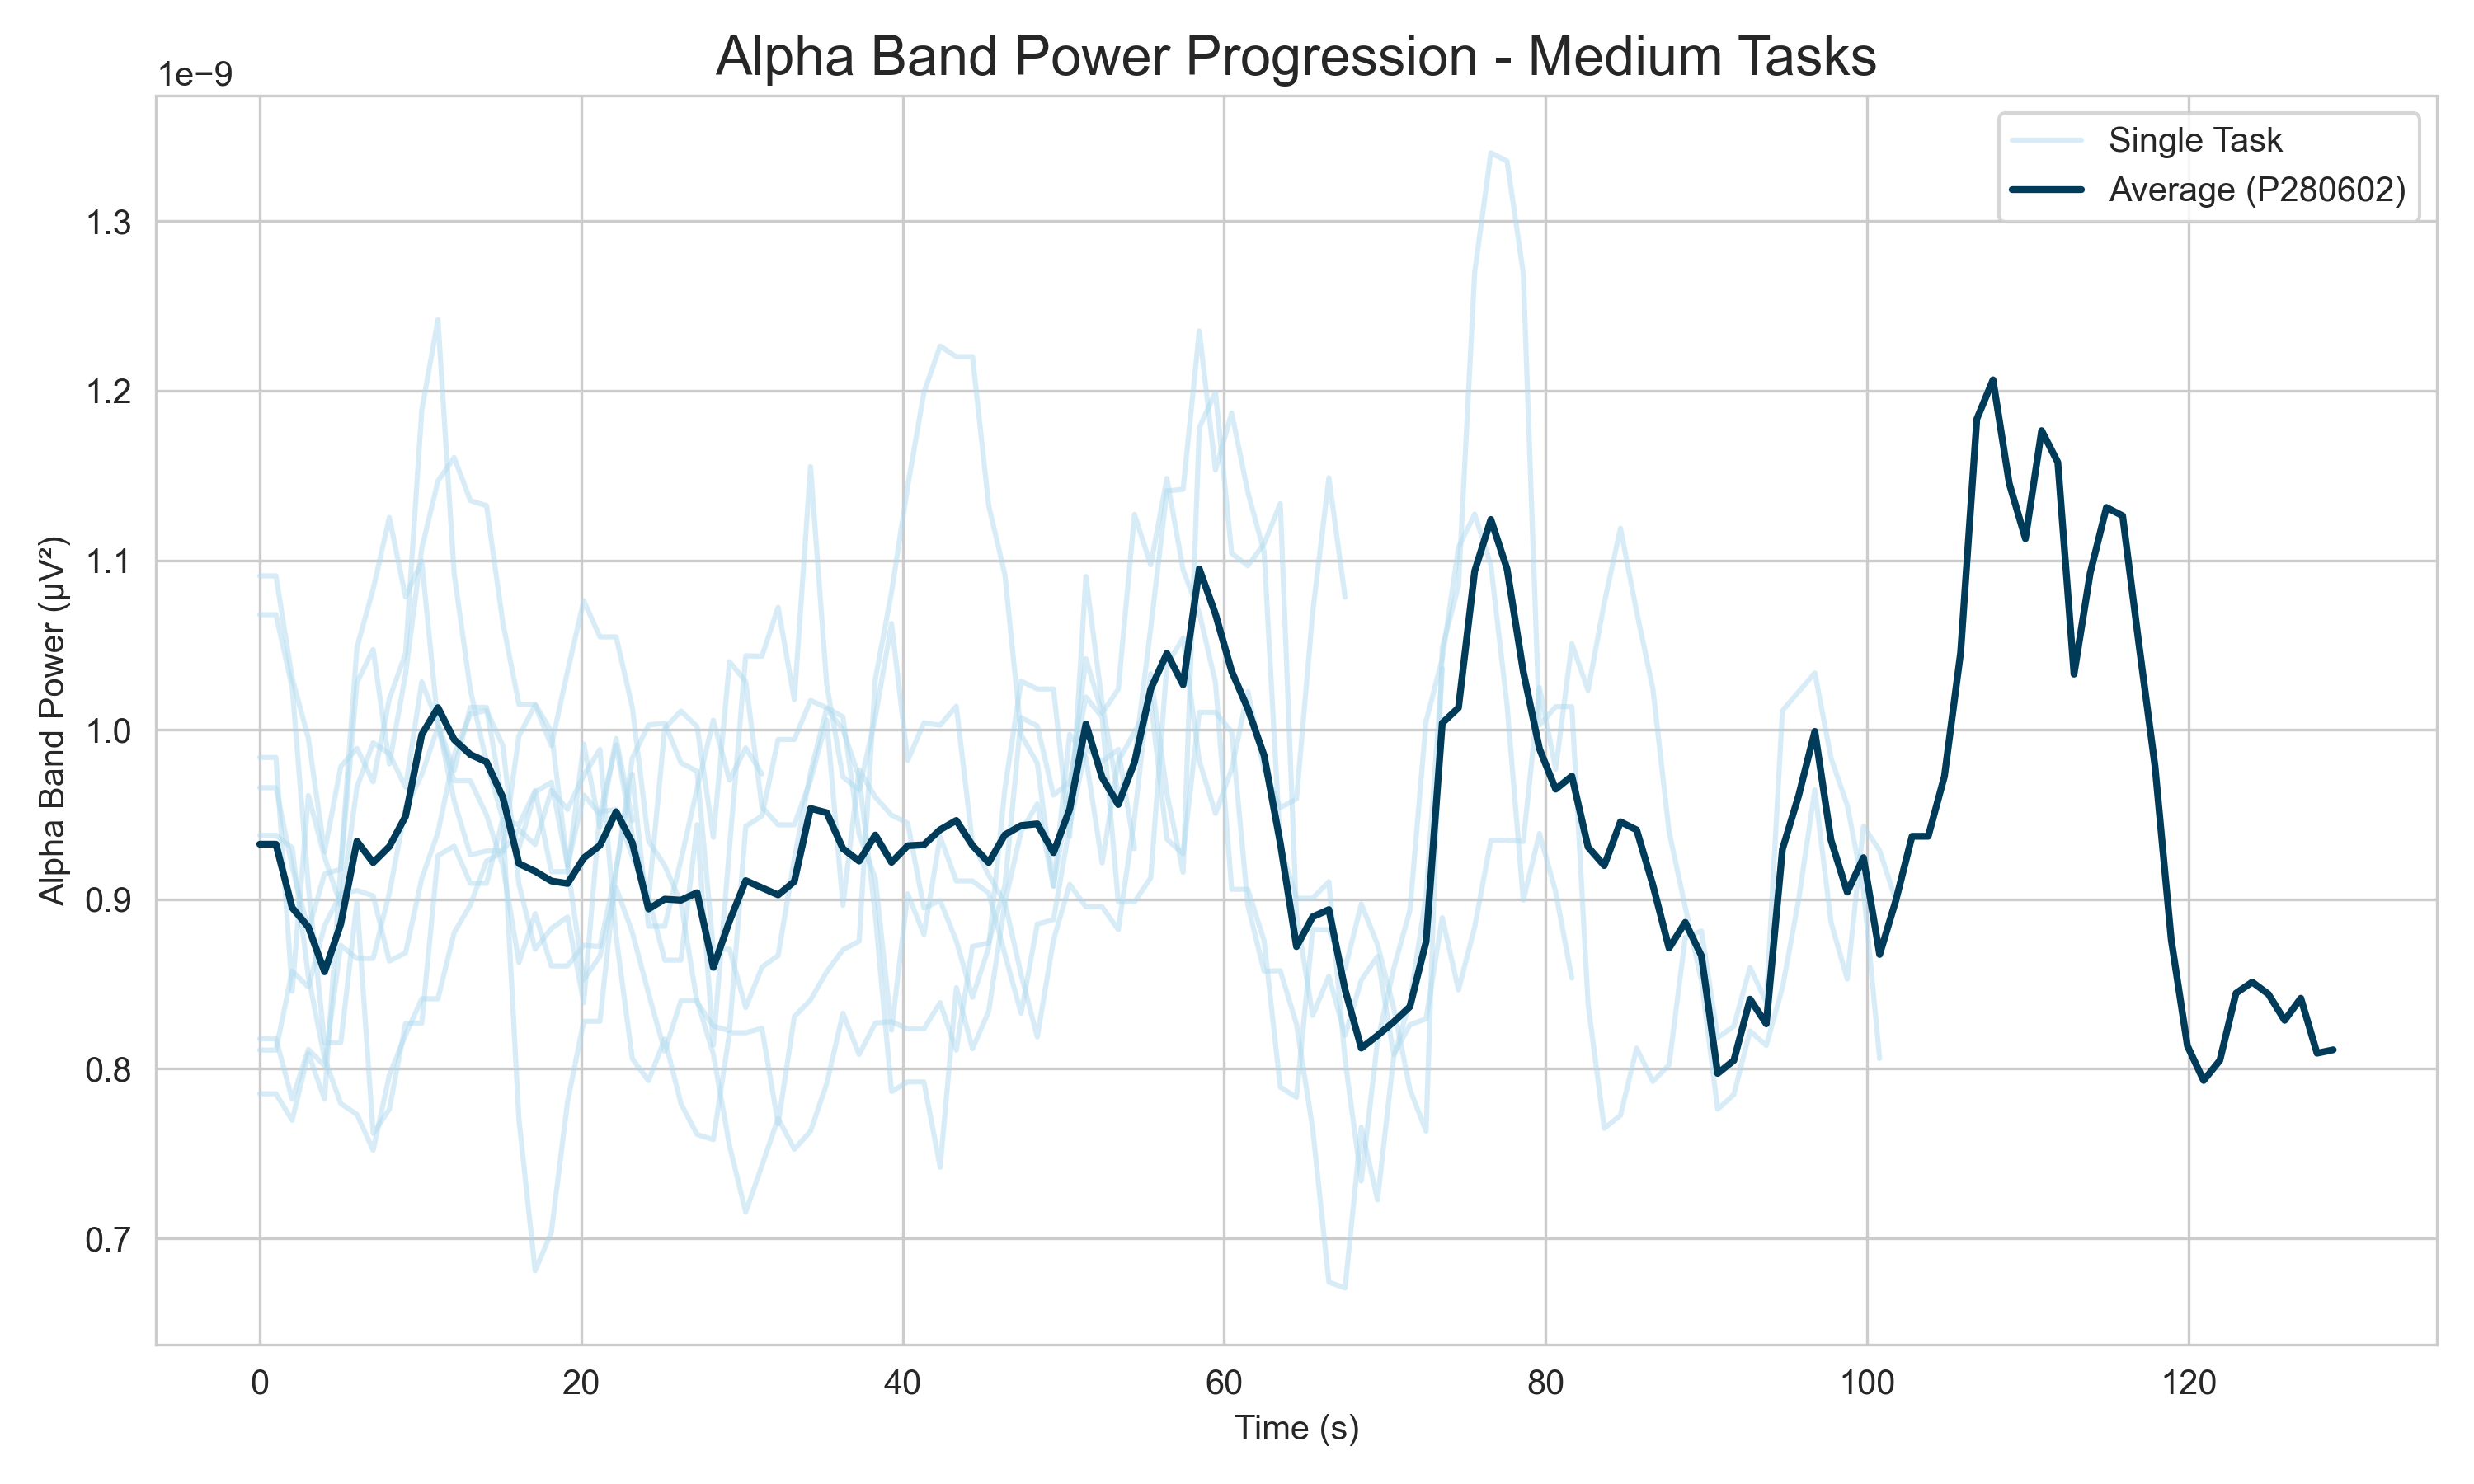 Alpha Band Power Progression - Medium Tasks
1e−9
Single Task
Average (P280602)
1.3
1.2
1.1
1.0
0.9
0.8
0.7
Alpha Band Power (µV²)
0 20 40 60 80 100 120
Time (s)